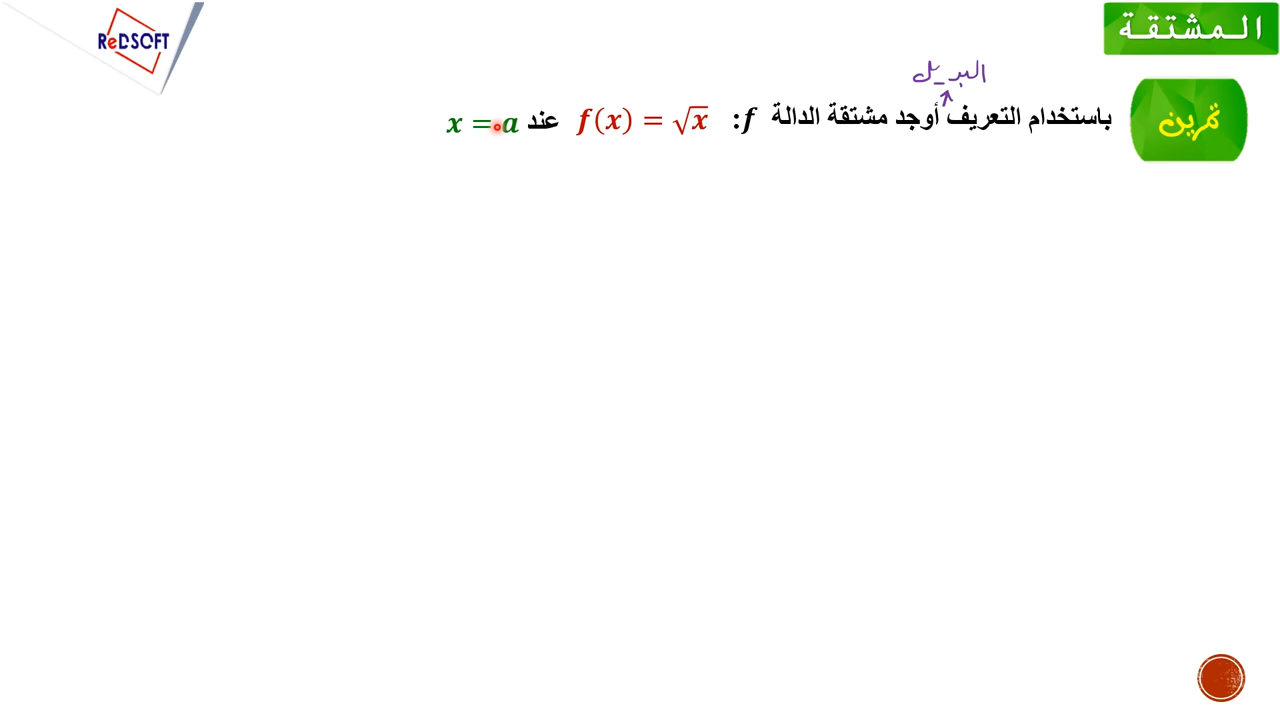 ReDSOFT
المشتقة
البديل
تمرين
باستخدام التعريف أوجد مشتقة الدالة f: f(x) = √x عند x = a